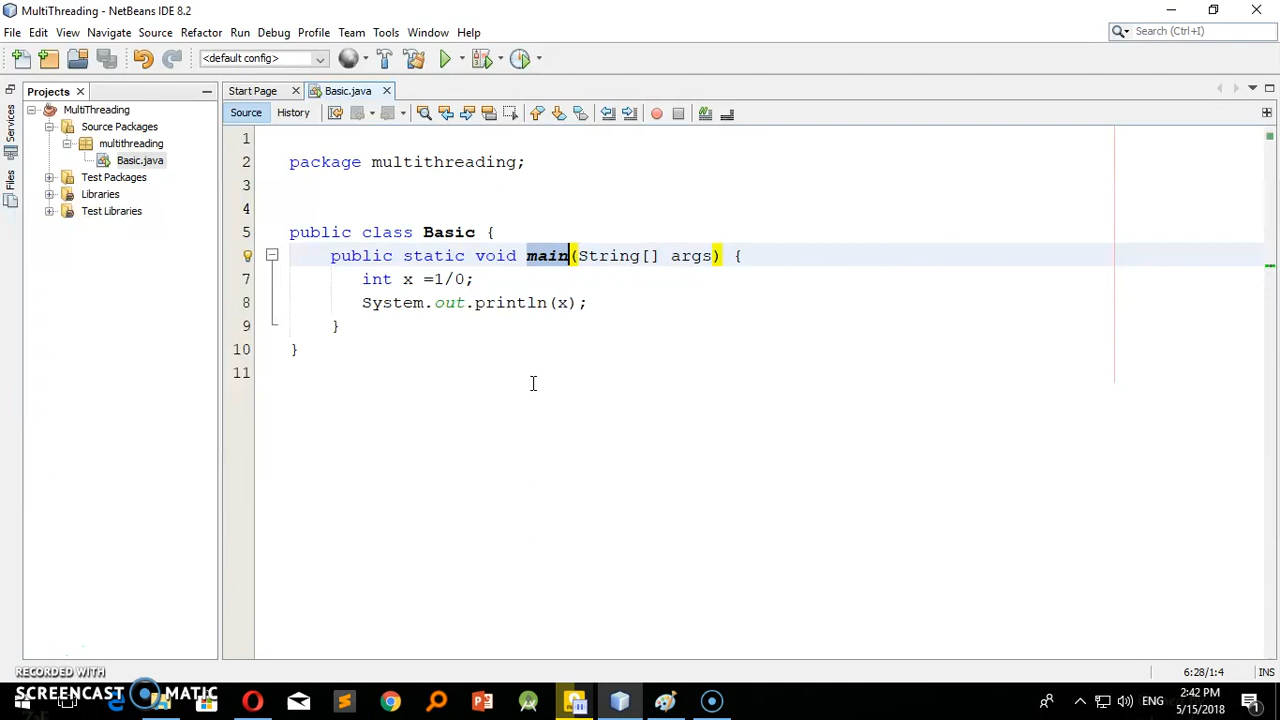 MultiThreading - NetBeans IDE 8.2
File Edit View Navigate Source Refactor Run Debug Profile Team Tools Window Help
Search (Ctrl+I)
<default config>
Projects
Start Page
Basic.java
Source
History
MultiThreading
Source Packages
multithreading
Basic.java
Test Packages
Libraries
Test Libraries
Services
Files
1
2 package multithreading;
3
4
5 public class Basic {
public static void main(String[] args) {
7 int x =1/0;
8 System.out.println(x);
9 }
10 }
11
6:28/1:4
INS
RECORDED WITH
SCREENCAST MATIC
ENG
2:42 PM
5/15/2018
1